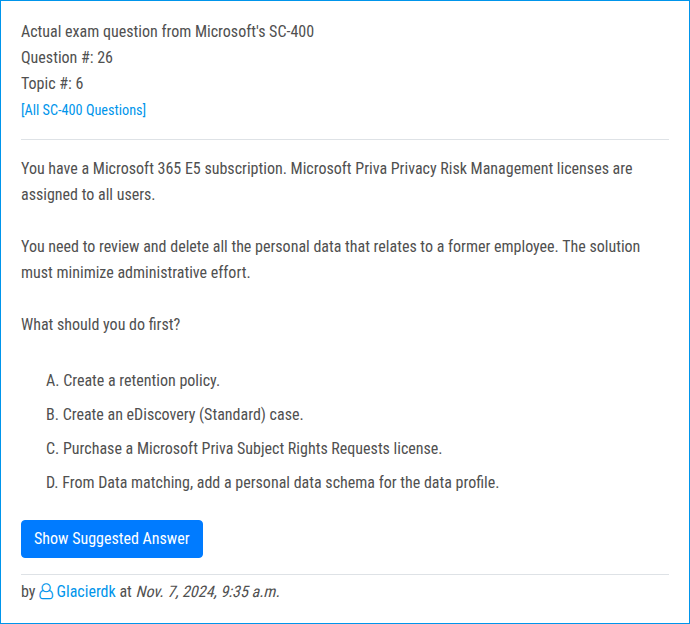 Actual exam question from Microsoft's SC-400
Question #: 26
Topic #: 6
[All SC-400 Questions]
You have a Microsoft 365 E5 subscription. Microsoft Priva Privacy Risk Management licenses are
assigned to all users.
You need to review and delete all the personal data that relates to a former employee. The solution
must minimize administrative effort.
What should you do first?
A. Create a retention policy.
B. Create an eDiscovery (Standard) case.
C. Purchase a Microsoft Priva Subject Rights Requests license.
D. From Data matching, add a personal data schema for the data profile.
Show Suggested Answer
by Glacierdk at Nov. 7, 2024, 9:35 a.m.